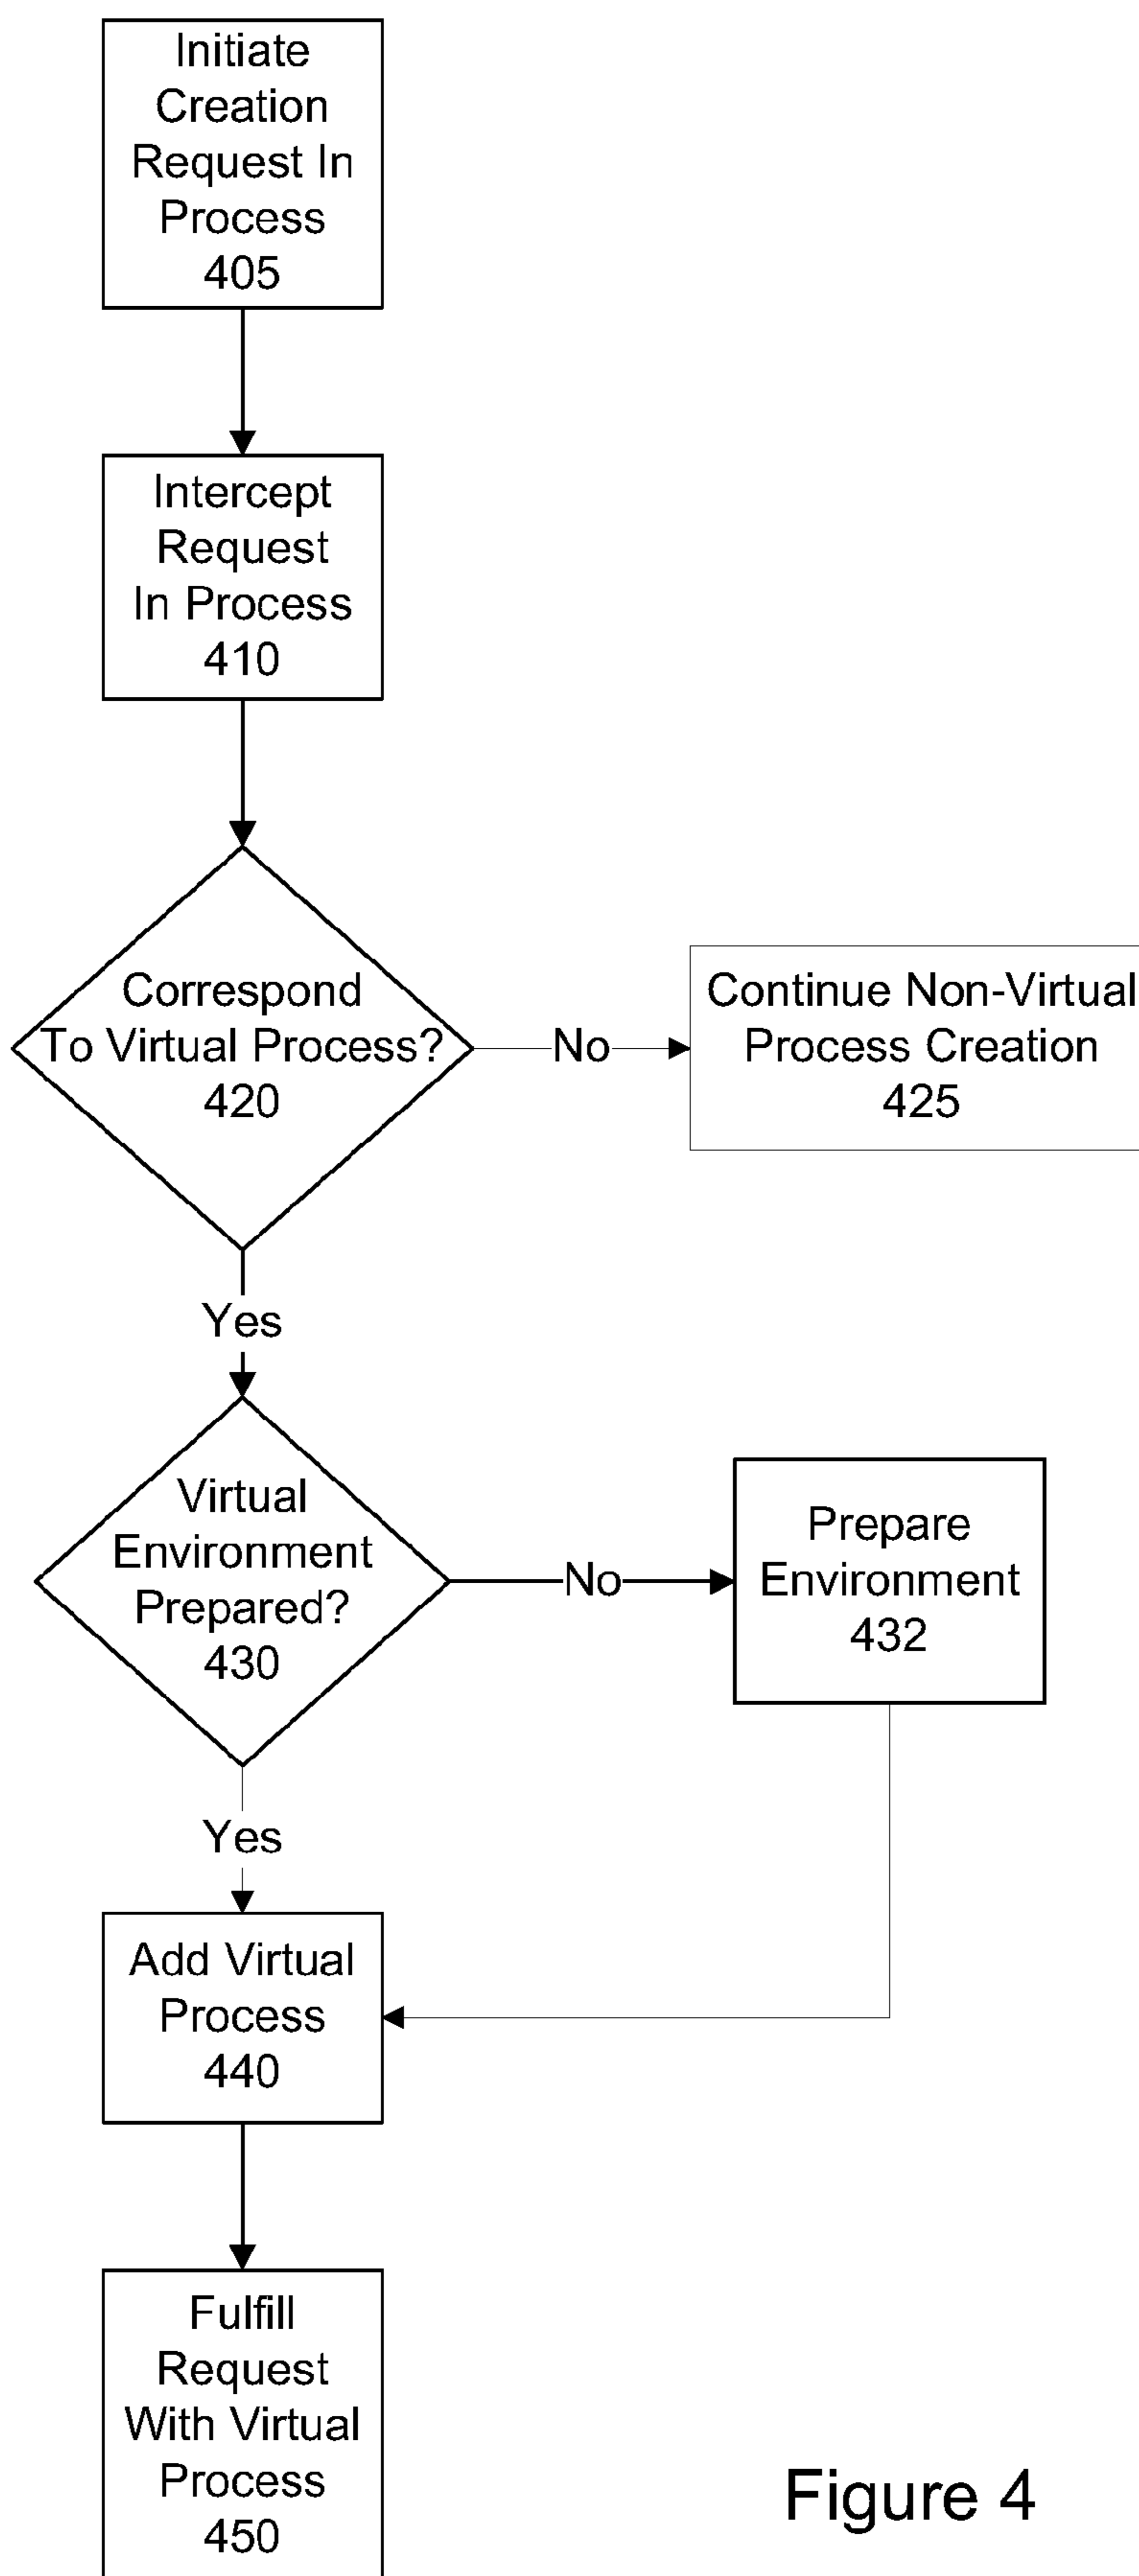 Initiate
Creation
Request In
Process
405
Intercept
Request
In Process
410
Correspond
To Virtual Process?
420
No
Continue Non-Virtual
Process Creation
425
Yes
Virtual
Environment
Prepared?
430
No
Prepare
Environment
432
Yes
Add Virtual
Process
440
Fulfill
Request
With Virtual
Process
450
Figure 4